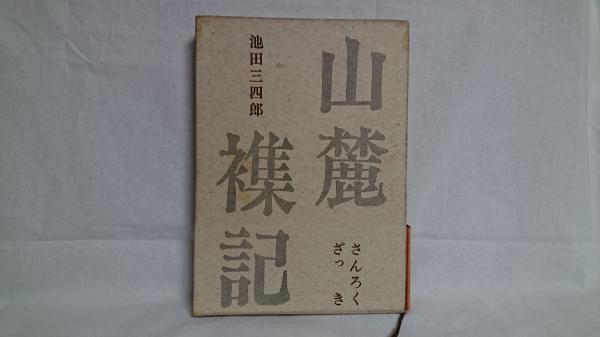 山麓
襍記
さんろく
ざっき
池田三四郎